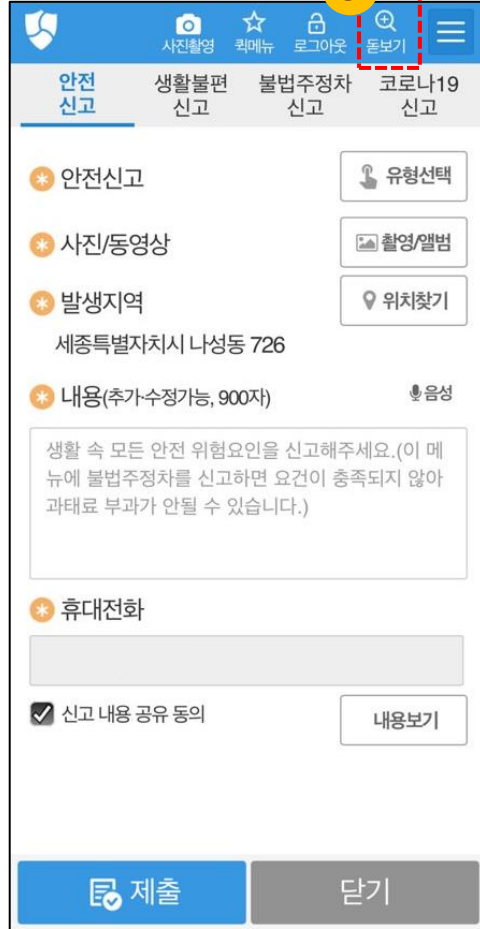 사진촬영 퀵메뉴 로그아웃 돋보기
안전 신고
생활불편 신고
불법주정차 신고
코로나19 신고
안전신고
유형선택
사진/동영상
촬영/앨범
발생지역
위치찾기
세종특별자치시 나성동 726
내용(추가·수정가능, 900자)
음성
생활 속 모든 안전 위험요인을 신고해주세요.(이 메
뉴에 불법주정차를 신고하면 요건이 충족되지 않아
과태료 부과가 안될 수 있습니다.)
휴대전화
신고 내용 공유 동의
내용보기
제출
닫기